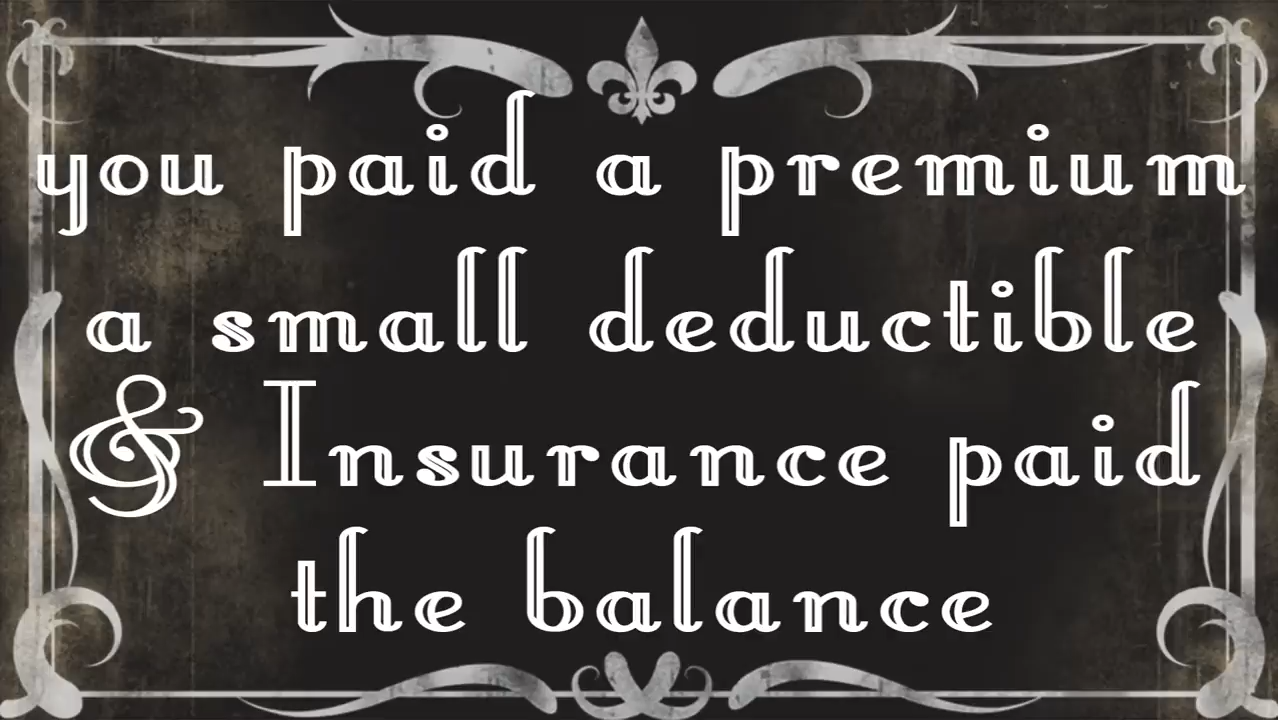 you paid a premium
a small deductible
& Insurance paid
the balance